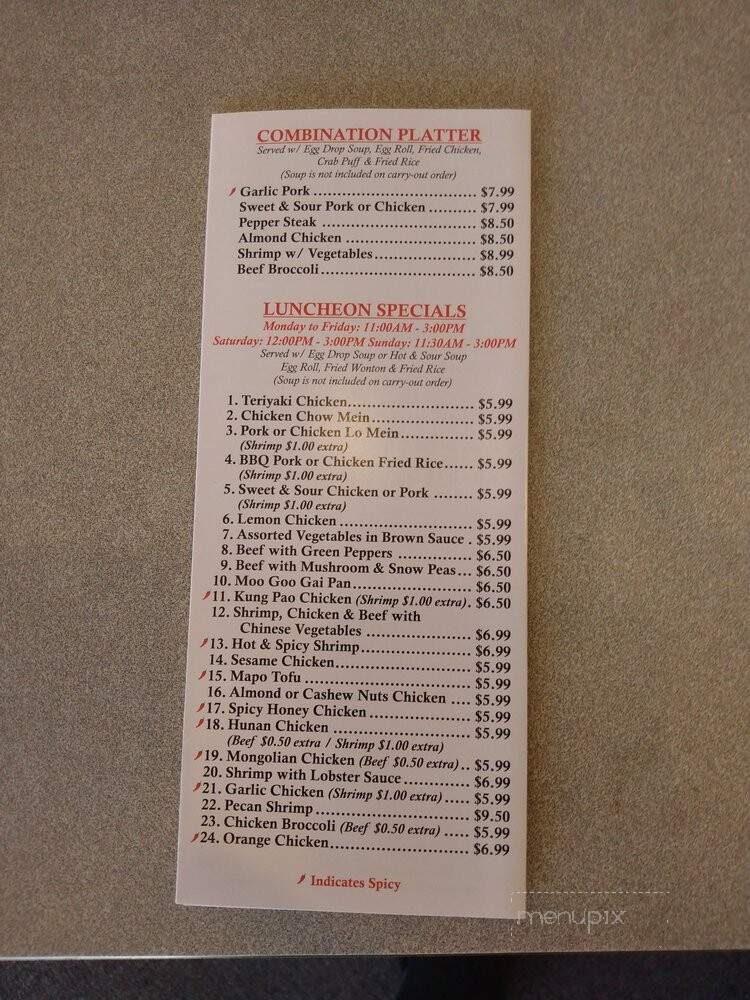 COMBINATION PLATTER
Served w/ Egg Drop Soup, Egg Roll, Fried Chicken,
Crab Puff & Fried Rice
(Soup is not included on carry-out order)
Garlic Pork ................................... $7.99
Sweet & Sour Pork or Chicken .......... $7.99
Pepper Steak ................................. $8.50
Almond Chicken ............................ $8.50
Shrimp w/ Vegetables ...................... $8.99
Beef Broccoli ................................. $8.50
LUNCHEON SPECIALS
Monday to Friday: 11:00AM - 3:00PM
Saturday: 12:00PM - 3:00PM Sunday: 11:30AM - 3:00PM
Served w/ Egg Drop Soup or Hot & Sour Soup
Egg Roll, Fried Wonton & Fried Rice
(Soup is not included on carry-out order)
1. Teriyaki Chicken ........................... $5.99
2. Chicken Chow Mein ...................... $5.99
3. Pork or Chicken Lo Mein ................ $5.99
(Shrimp $1.00 extra)
4. BBQ Pork or Chicken Fried Rice ...... $5.99
(Shrimp $1.00 extra)
5. Sweet & Sour Chicken or Pork ........ $5.99
(Shrimp $1.00 extra)
6. Lemon Chicken ............................ $5.99
7. Assorted Vegetables in Brown Sauce . $5.99
8. Beef with Green Peppers ............... $6.50
9. Beef with Mushroom & Snow Peas ... $6.50
10. Moo Goo Gai Pan ......................... $6.50
11. Kung Pao Chicken (Shrimp $1.00 extra). $6.50
12. Shrimp, Chicken & Beef with
Chinese Vegetables ...................... $6.99
13. Hot & Spicy Shrimp ....................... $6.99
14. Sesame Chicken ............................ $5.99
15. Mapo Tofu ................................... $5.99
16. Almond or Cashew Nuts Chicken .... $5.99
17. Spicy Honey Chicken ..................... $5.99
18. Hunan Chicken ............................ $5.99
(Beef $0.50 extra / Shrimp $1.00 extra)
19. Mongolian Chicken (Beef $0.50 extra) .. $5.99
20. Shrimp with Lobster Sauce ............. $6.99
21. Garlic Chicken (Shrimp $1.00 extra) ..... $5.99
22. Pecan Shrimp ................................ $9.50
23. Chicken Broccoli (Beef $0.50 extra) ..... $5.99
24. Orange Chicken ............................. $6.99
Indicates Spicy
menupix